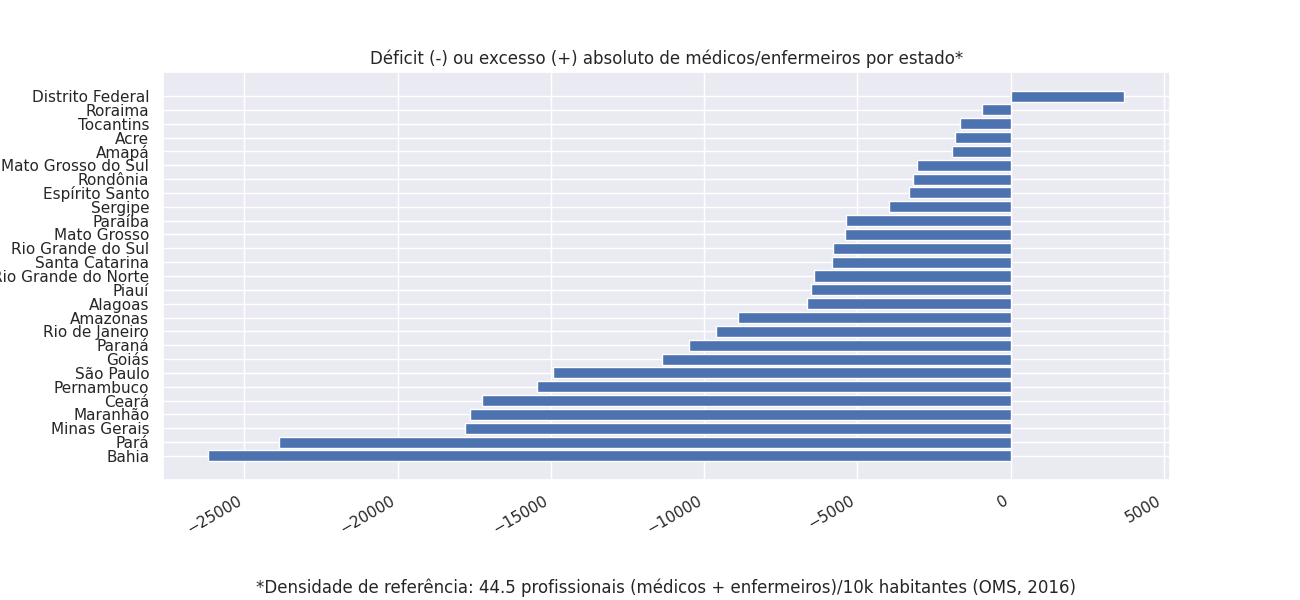 Déficit (-) ou excesso (+) absoluto de médicos/enfermeiros por estado*
Distrito Federal
Roraima
Tocantins
Acre
Amapá
Mato Grosso do Sul
Rondônia
Espírito Santo
Sergipe
Paraíba
Mato Grosso
Rio Grande do Sul
Santa Catarina
Rio Grande do Norte
Piauí
Alagoas
Amazonas
Rio de Janeiro
Paraná
Goiás
São Paulo
Pernambuco
Ceará
Maranhão
Minas Gerais
Pará
Bahia
−25000 −20000 −15000 −10000 −5000 0 5000
*Densidade de referência: 44.5 profissionais (médicos + enfermeiros)/10k habitantes (OMS, 2016)